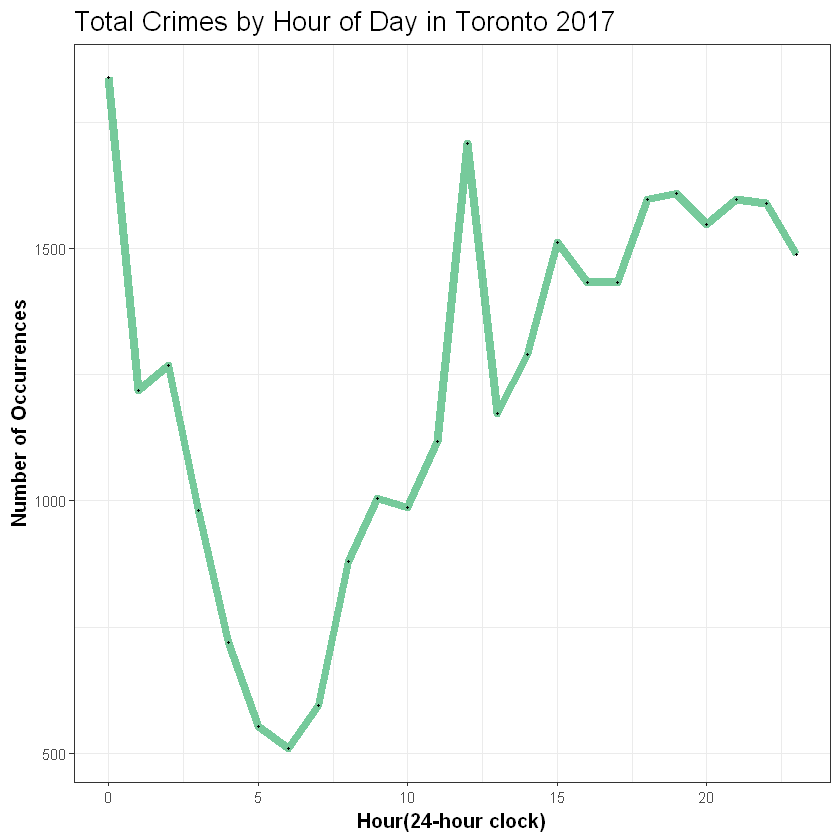 Total Crimes by Hour of Day in Toronto 2017
Number of Occurrences
1500
1000
500
0 5 10 15 20
Hour(24-hour clock)